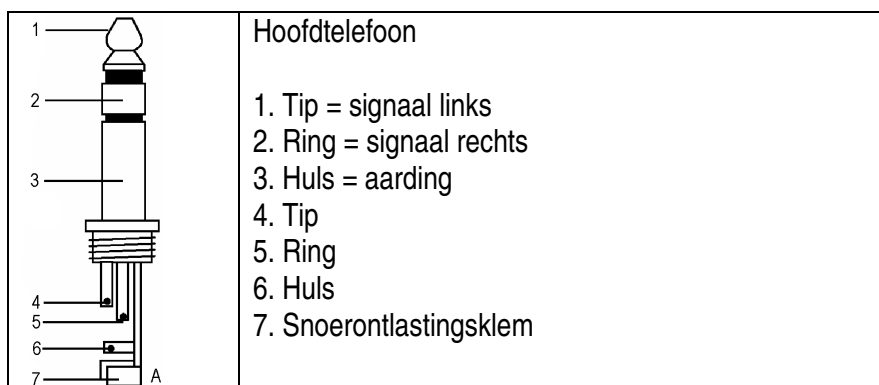 Hoofdtelefoon
1. Tip = signaal links
2. Ring = signaal rechts
3. Huls = aarding
4. Tip
5. Ring
6. Huls
7. Snoerontlastingsklem
1
2
3
4
5
6
7
A